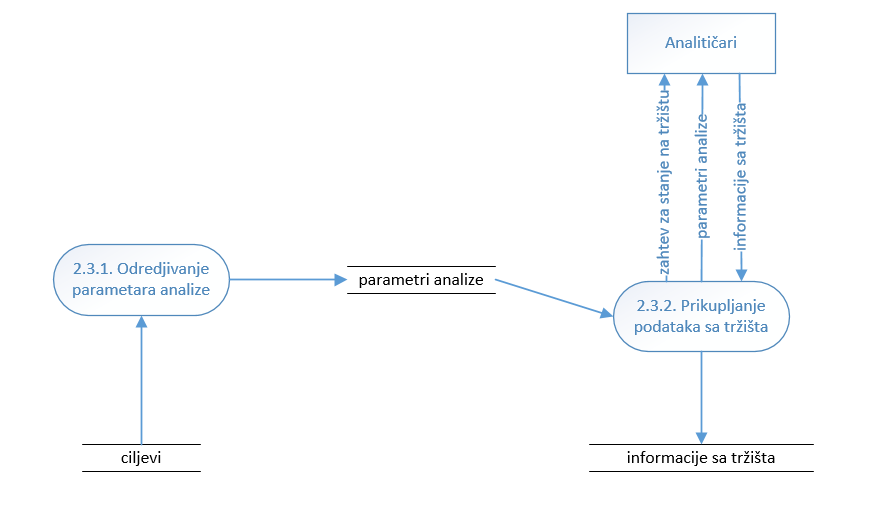 Analitičari
zahtev za stanje na tržištu
parametri analize
informacije sa tržišta
2.3.1. Odredjivanje
parametara analize
parametri analize
2.3.2. Prikupljanje
podataka sa tržišta
ciljevi
informacije sa tržišta